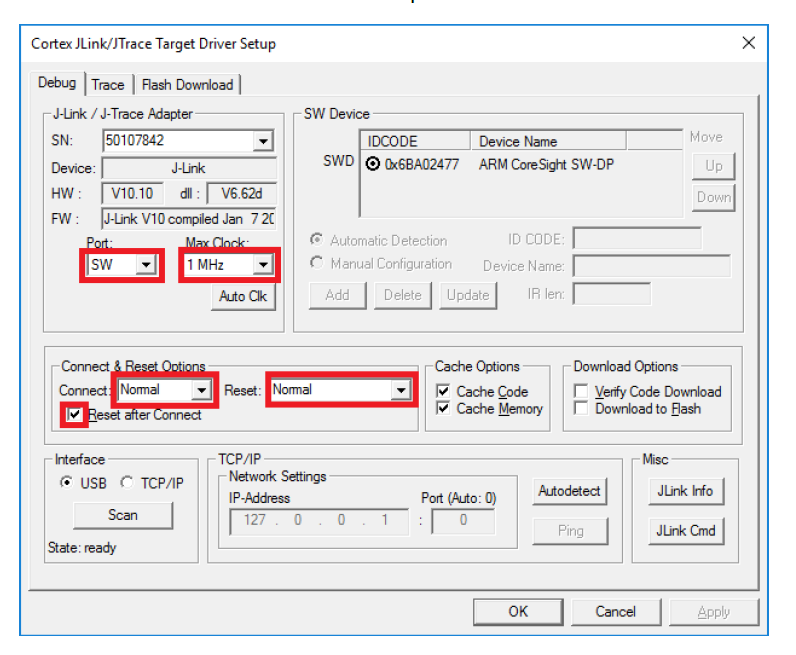 Cortex JLink/JTrace Target Driver Setup
Debug Trace Flash Download
J-Link / J-Trace Adapter
SN: 50107842
Device: J-Link
HW : V10.10 dll : V6.62d
FW : J-Link V10 compiled Jan 7 20
Port: Max Clock:
SW 1 MHz
Auto Clk
SW Device
IDCODE Device Name Move
SWD 0x6BA02477 ARM CoreSight SW-DP Up
Down
Automatic Detection ID CODE:
Manual Configuration Device Name:
Add Delete Update IR len:
Connect & Reset Options
Connect: Normal Reset: Normal
Reset after Connect
Cache Options
Cache Code
Cache Memory
Download Options
Verify Code Download
Download to Flash
Interface
USB TCP/IP
Scan
State: ready
TCP/IP
Network Settings
IP-Address Port (Auto: 0)
127 . 0 . 0 . 1 : 0
Autodetect
Ping
Misc
JLink Info
JLink Cmd
OK Cancel Apply